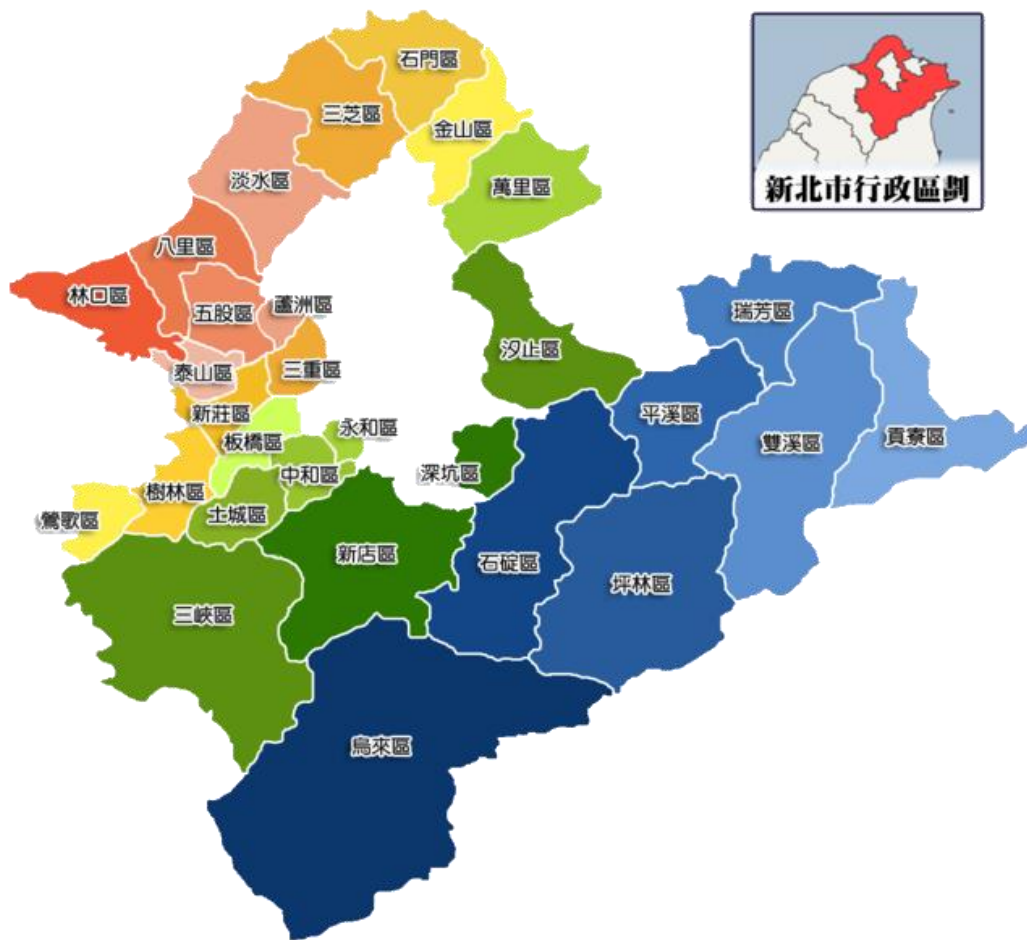 石門區
三芝區
金山區
淡水區
萬里區
新北市行政區劃
八里區
林口區
五股區
蘆洲區
瑞芳區
汐止區
泰山區
三重區
新莊區
平溪區
永和區
板橋區
雙溪區
貢寮區
深坑區
中和區
樹林區
鶯歌區
土城區
新店區
石碇區
坪林區
三峽區
烏來區